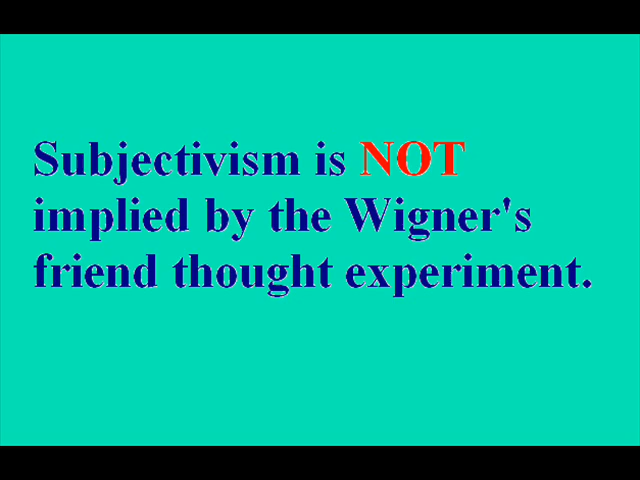 Subjectivism is NOT
implied by the Wigner's
friend thought experiment.